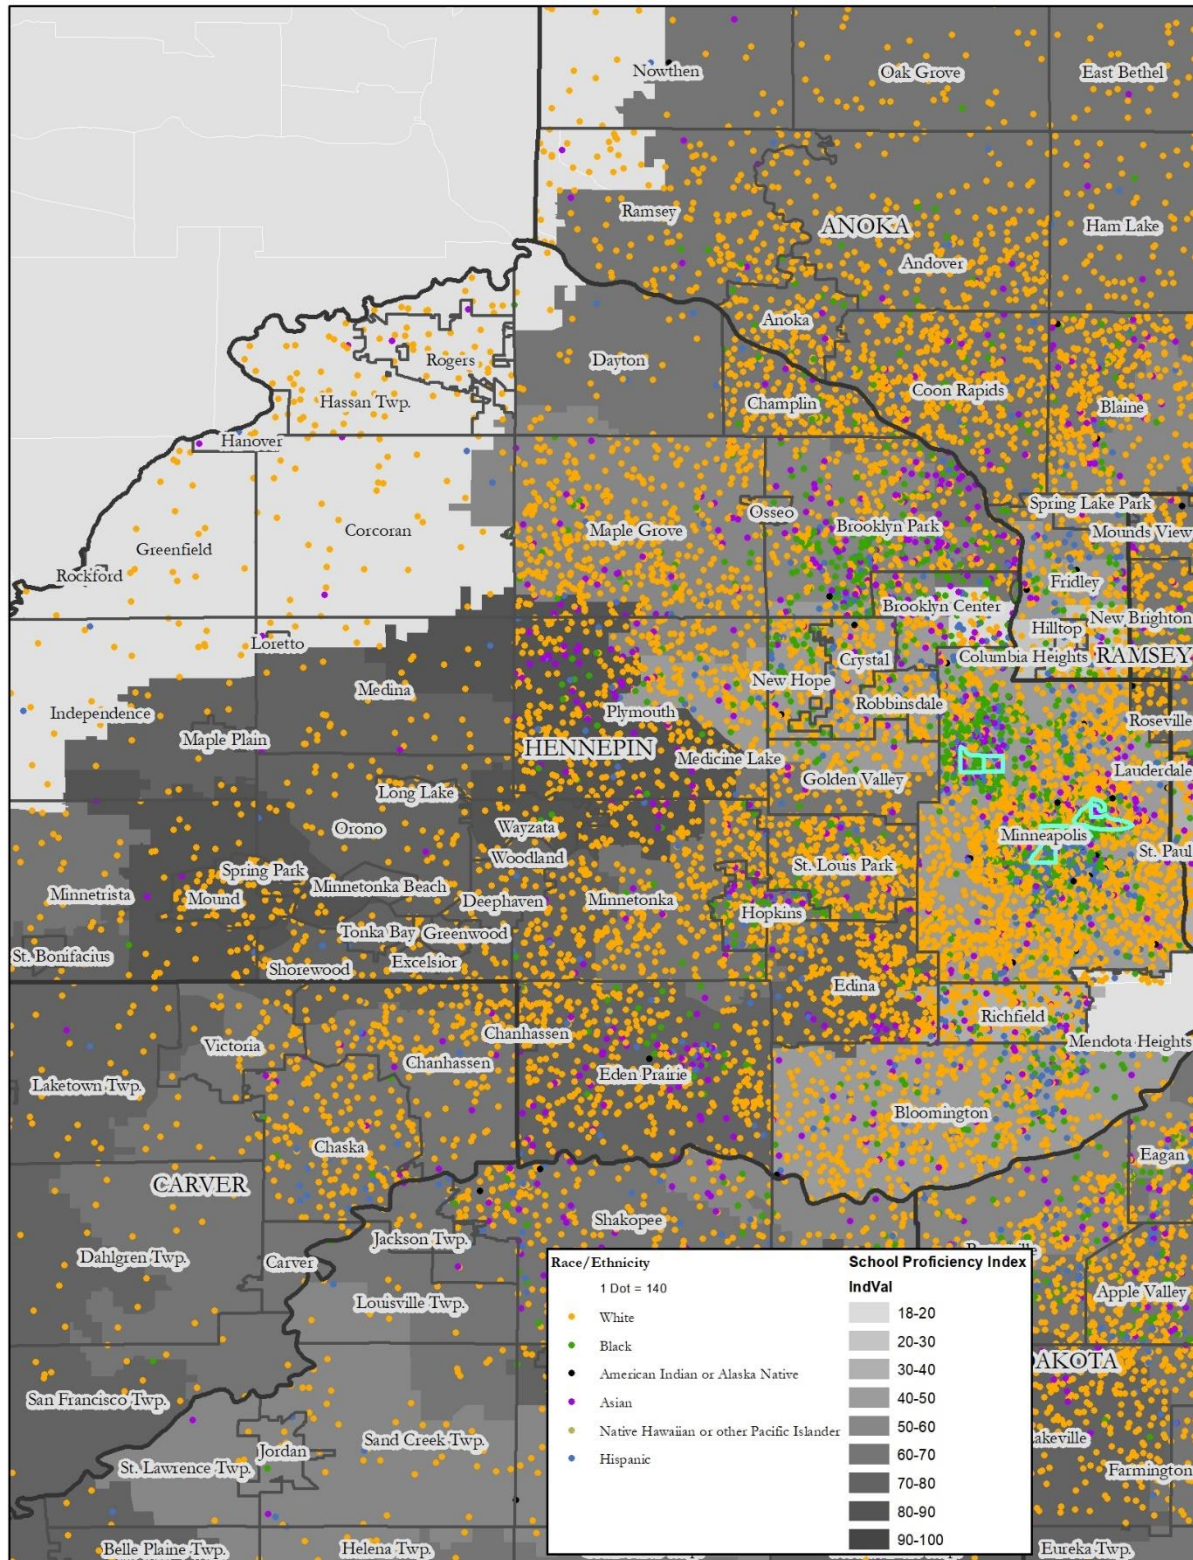 Nowthen
Oak Grove
East Bethel
Ramsey
ANOKA
Ham Lake
Andover
Anoka
Rogers
Dayton
Coon Rapids
Hassan Twp.
Champlin
Blaine
Hanover
Spring Lake Park
Osseo
Maple Grove
Brooklyn Park
Mounds View
Corcoran
Greenfield
Rockford
Fridley
Brooklyn Center
New Brighton
Hilltop
Loretto
Columbia Heights
RAMSEY
Crystal
New Hope
Medina
Robbinsdale
Independence
Plymouth
Roseville
Maple Plain
HENNEPIN
Medicine Lake
Lauderdale
Golden Valley
Long Lake
Orono
Wayzata
Minneapolis
Woodland
St. Louis Park
St. Paul
Spring Park
Minnetonka Beach
Minnetrista
Mound
Deephaven
Minnetonka
Hopkins
Tonka Bay
Greenwood
St. Bonifacius
Excelsior
Shorewood
Edina
Richfield
Chanhassen
Victoria
Mendota Heights
Chanhassen
Eden Prairie
Laketown Twp.
Bloomington
Chaska
Eagan
CARVER
Shakopee
Jackson Twp.
Dahlgren Twp.
Carver
Louisville Twp.
Apple Valley
AKOTA
San Francisco Twp.
Sand Creek Twp.
Jordan
St. Lawrence Twp.
akeville
Farmington
Belle Plaine Twp.
Helena Twp.
Eureka Twp.
Race/Ethnicity
1 Dot = 140
White
Black
American Indian or Alaska Native
Asian
Native Hawaiian or other Pacific Islander
Hispanic
School Proficiency Index
IndVal
18-20
20-30
30-40
40-50
50-60
60-70
70-80
80-90
90-100